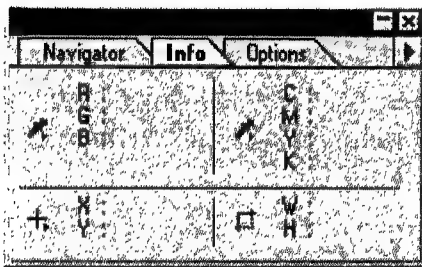 Navigator Info Options
R :
G :
B :
C :
M :
Y :
K :
X :
Y :
W :
H :